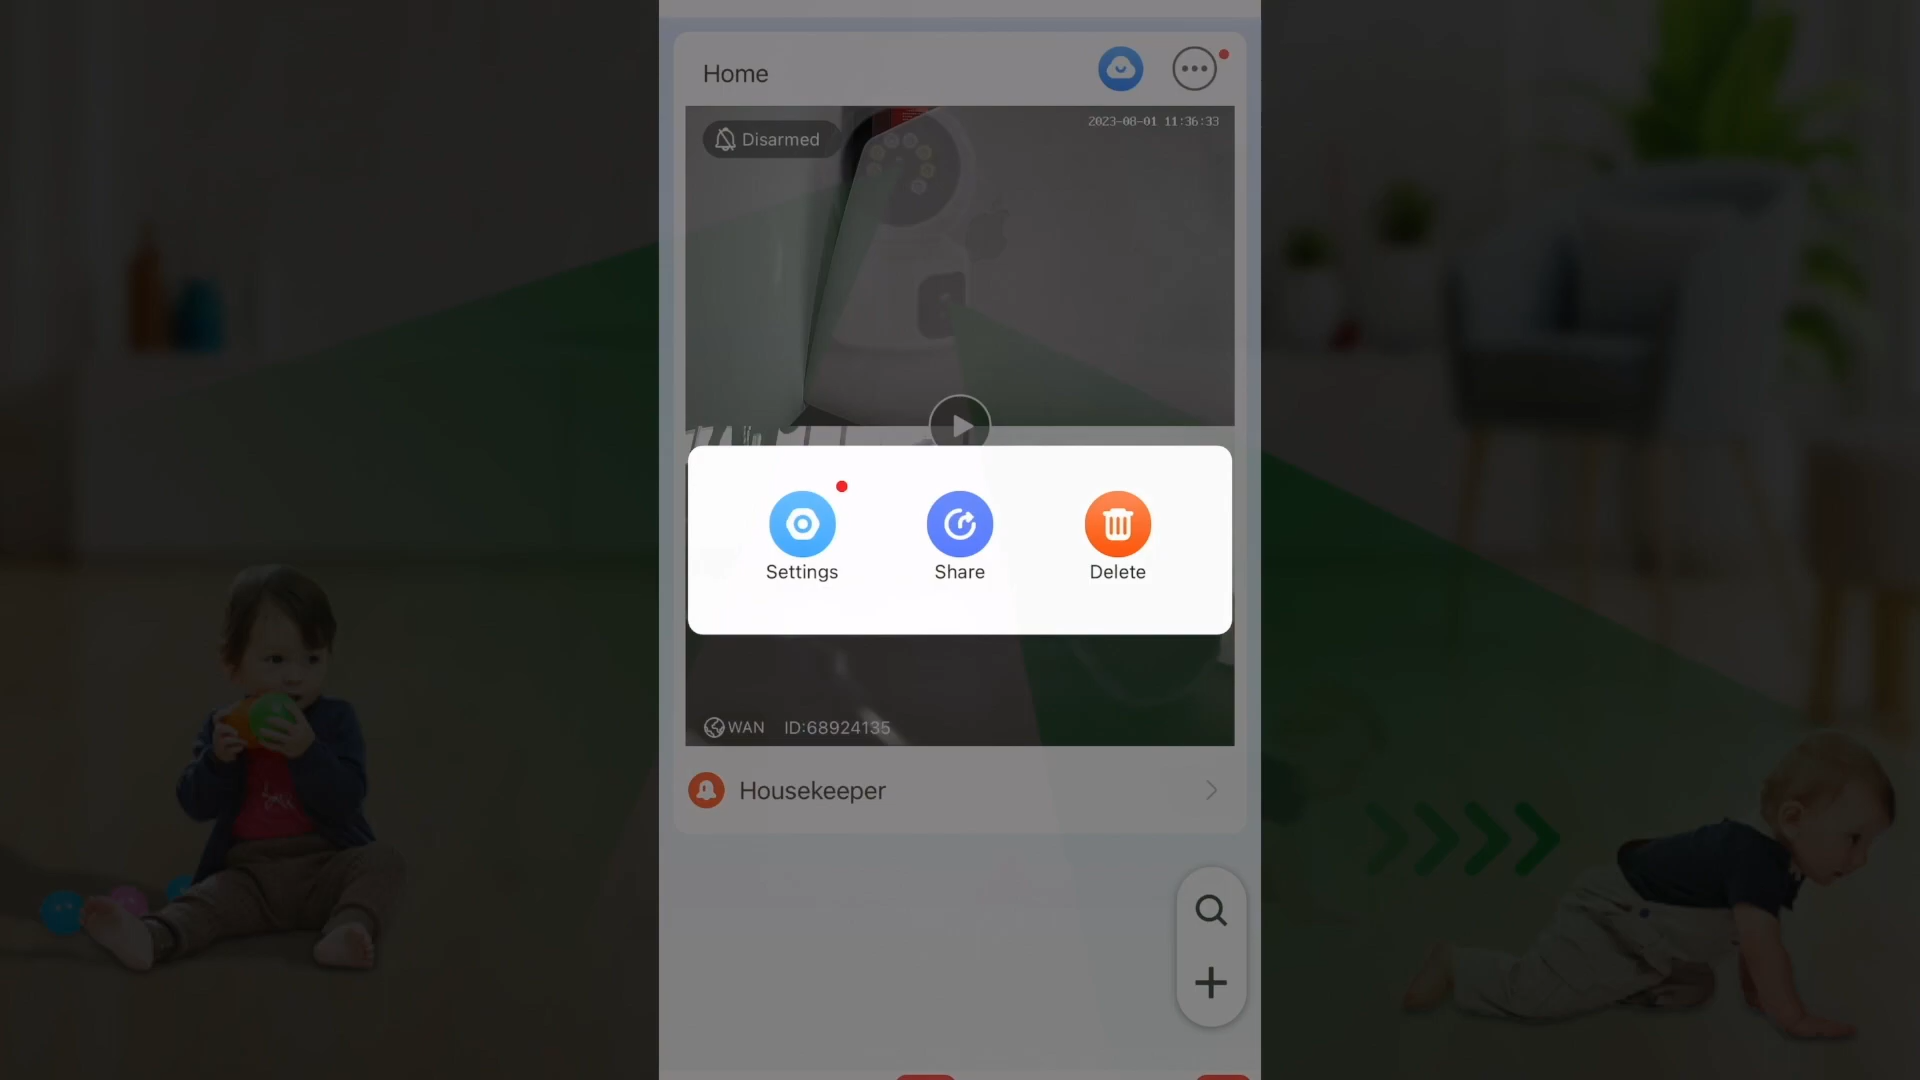 Home
Disarmed
2023-08-01 11:36:33
Settings
Share
Delete
WAN ID:68924135
Housekeeper